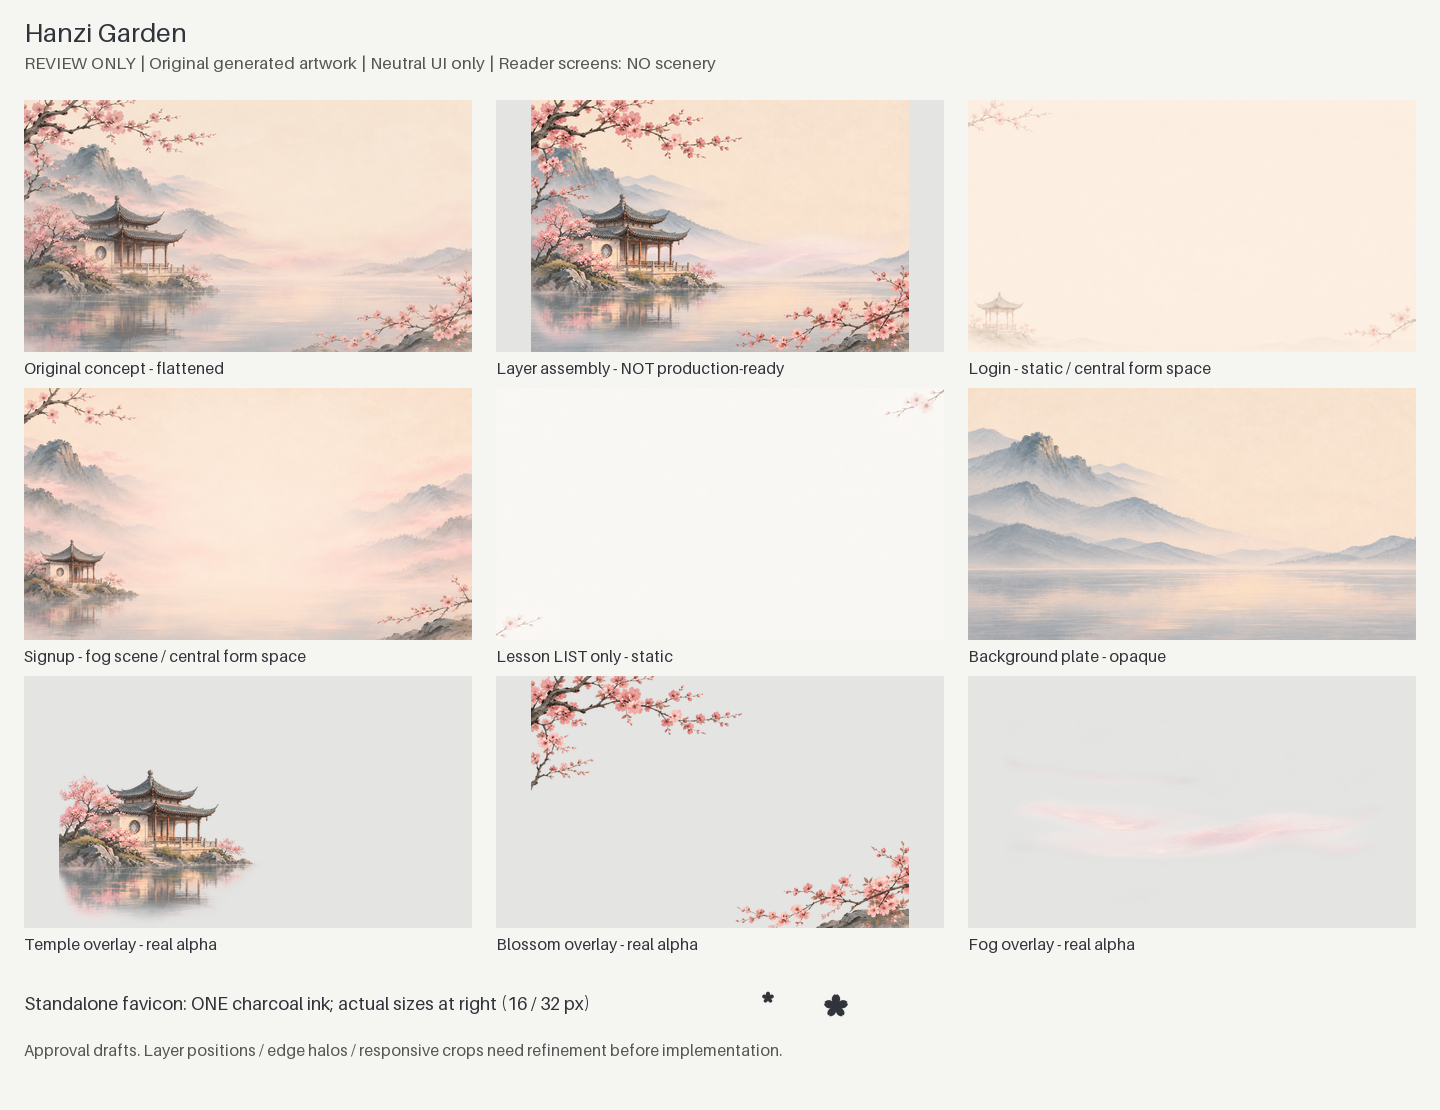 Hanzi Garden
REVIEW ONLY | Original generated artwork | Neutral UI only | Reader screens: NO scenery
Original concept - flattened
Layer assembly - NOT production-ready
Login - static / central form space
Signup - fog scene / central form space
Lesson LIST only - static
Background plate - opaque
Temple overlay - real alpha
Blossom overlay - real alpha
Fog overlay - real alpha
Standalone favicon: ONE charcoal ink; actual sizes at right (16 / 32 px)
Approval drafts. Layer positions / edge halos / responsive crops need refinement before implementation.